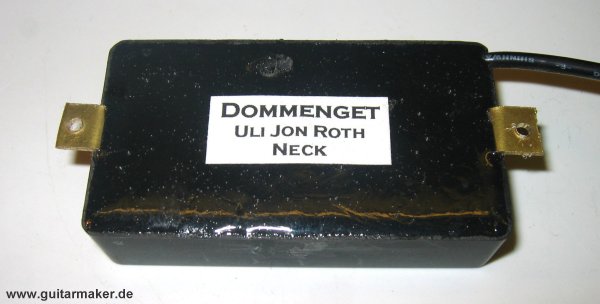 DOMMENGET
ULI JON ROTH
NECK
www.guitarmaker.de